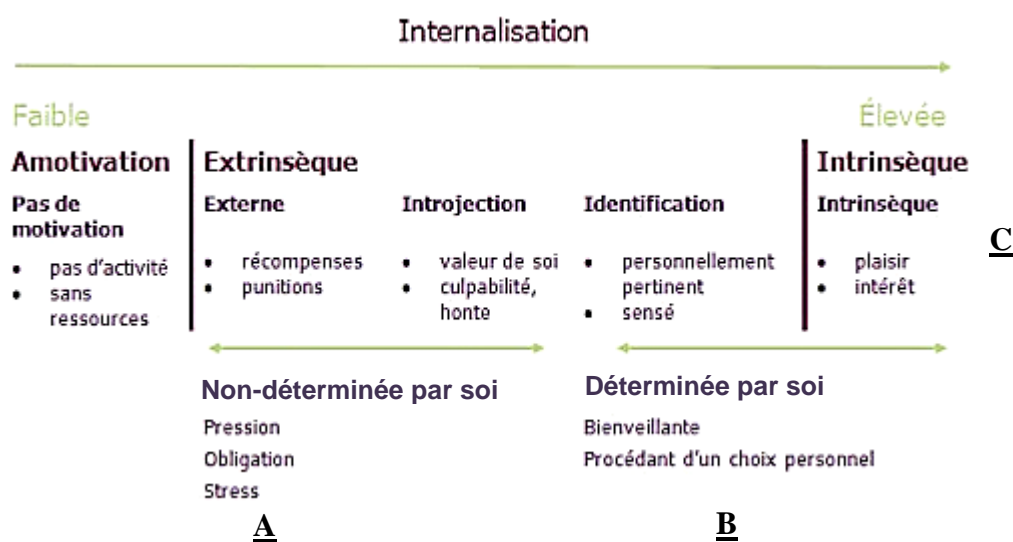 Internalisation
Faible
Élevée
Amotivation
Extrinsèque
Intrinsèque
Pas de
motivation
Externe
Introjection
Identification
Intrinsèque
• pas d'activité
• sans
ressources
• récompenses
• punitions
• valeur de soi
• culpabilité,
honte
• personnellement
pertinent
• sensé
• plaisir
• intérêt
C
Non-déterminée par soi
Pression
Obligation
Stress
Déterminée par soi
Bienveillante
Procédant d'un choix personnel
A
B